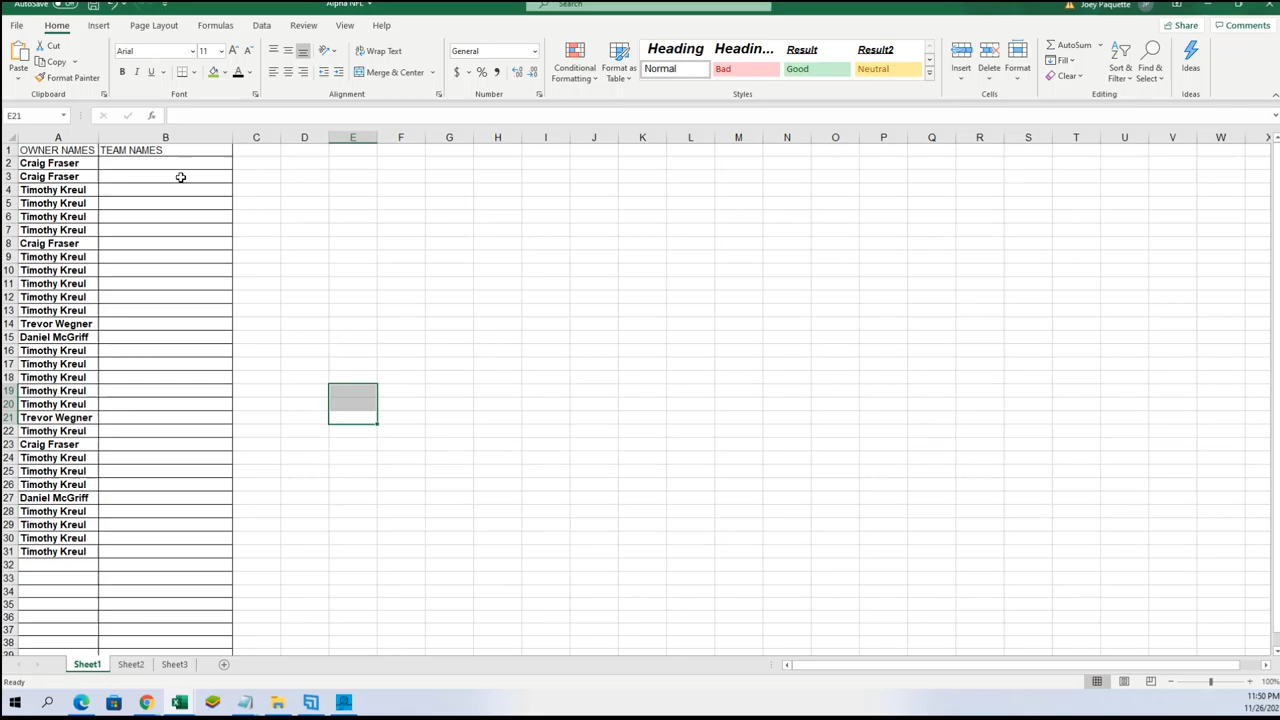 AutoSave Off Alpha NFL Search Joey Paquette JP
File Home Insert Page Layout Formulas Data Review View Help Share Comments
Paste Cut Copy Format Painter Clipboard
Arial 11 B I U Font
Wrap Text Merge & Center Alignment
General $ % Number
Conditional Formatting Format as Table
Heading Headin... Result Result2
Normal Bad Good Neutral
Styles
Insert Delete Format Cells
AutoSum Fill Clear Sort & Filter Find & Select Editing
Ideas Ideas
E21 fx
A B C D E F G H I J K L M N O P Q R S T U V W X
1 OWNER NAMES TEAM NAMES
2 Craig Fraser
3 Craig Fraser
4 Timothy Kreul
5 Timothy Kreul
6 Timothy Kreul
7 Timothy Kreul
8 Craig Fraser
9 Timothy Kreul
10 Timothy Kreul
11 Timothy Kreul
12 Timothy Kreul
13 Timothy Kreul
14 Trevor Wegner
15 Daniel McGriff
16 Timothy Kreul
17 Timothy Kreul
18 Timothy Kreul
19 Timothy Kreul
20 Timothy Kreul
21 Trevor Wegner
22 Timothy Kreul
23 Craig Fraser
24 Timothy Kreul
25 Timothy Kreul
26 Timothy Kreul
27 Daniel McGriff
28 Timothy Kreul
29 Timothy Kreul
30 Timothy Kreul
31 Timothy Kreul
32
33
34
35
36
37
38
39
Sheet1 Sheet2 Sheet3
Ready 100%
11:50 PM
11/26/202